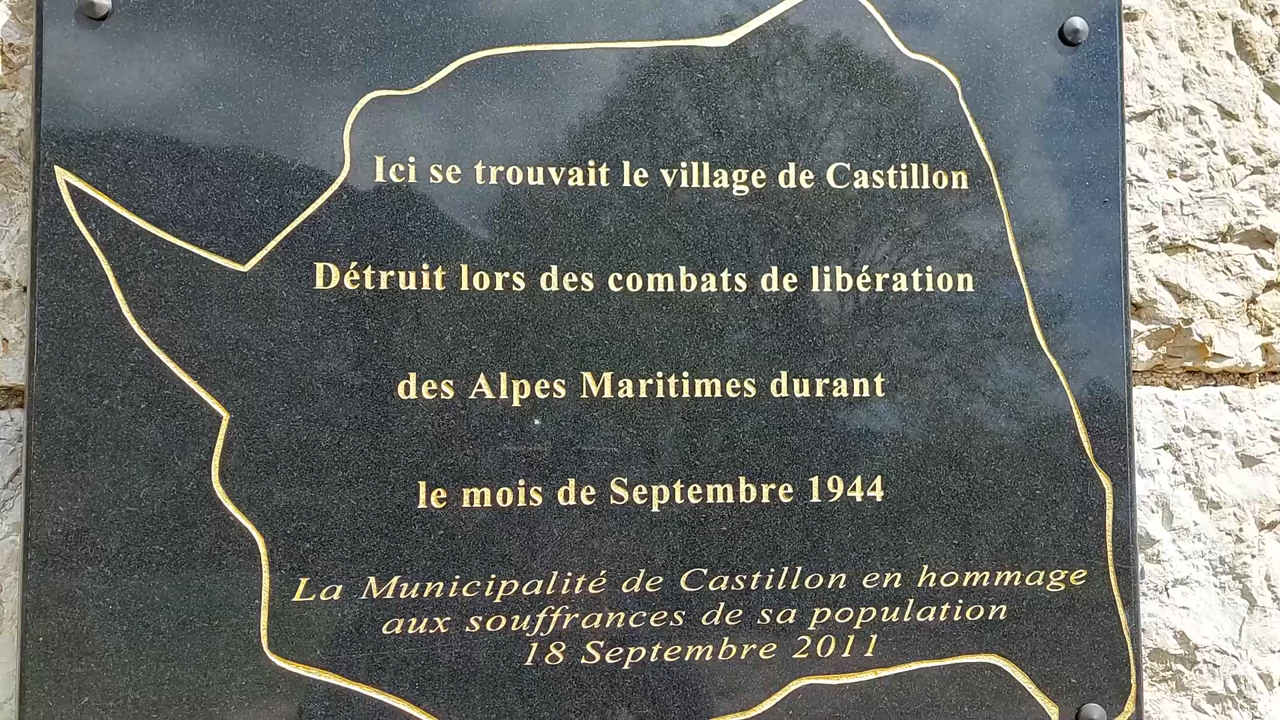 Ici se trouvait le village de Castillon
Détruit lors des combats de libération
des Alpes Maritimes durant
le mois de Septembre 1944
La Municipalité de Castillon en hommage
aux souffrances de sa population
18 Septembre 2011